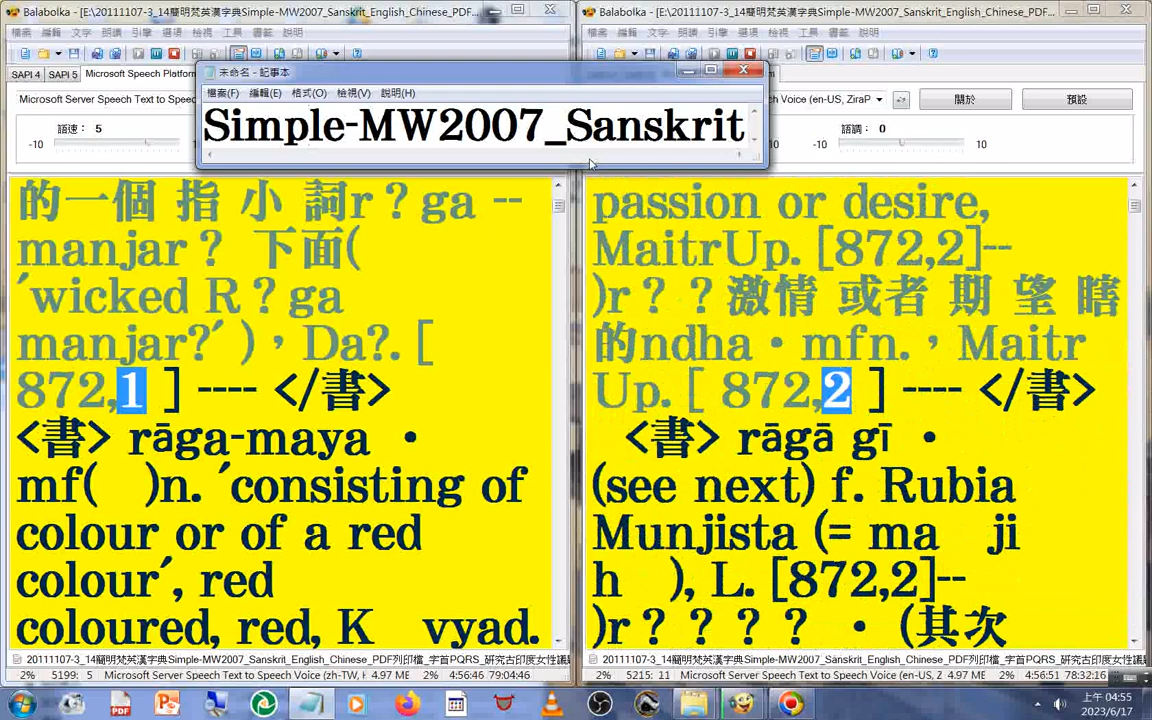 Balabolka - [E:\20111107-3_14簡明梵英漢字典Simple-MW2007_Sanskrit_English_Chinese_PDF...
檔案 編輯 文字 朗讀 引擎 選項 檢視 工具 書籤 說明
SAPI 4 SAPI 5 Microsoft Speech Platform
Microsoft Server Speech Text to Speec
語速： 5
-10
的一個 指 小 詞r？ga --
manjar？ 下面(
´wicked R？ga
manjar?´ )，Da?. [
872,1 ] ---- </書>
<書> rāga-maya •
mf( )n. ´consisting of
colour or of a red
colour´, red
coloured, red, K vyad.
20111107-3_14簡明梵英漢字典Simple-MW2007_Sanskrit_English_Chinese_PDF列印檔_字首PQRS_研究古印度女性議
2% 5199: 5 Microsoft Server Speech Text to Speech Voice (zh-TW, H 4.97 MB 4:56:46 79:04:46
未命名 - 記事本
檔案(F) 編輯(E) 格式(O) 檢視(V) 說明(H)
Simple-MW2007_Sanskrit
Balabolka - [E:\20111107-3_14簡明梵英漢字典Simple-MW2007_Sanskrit_English_Chinese_PDF...
檔案 編輯 文字 朗讀 引擎 選項 檢視 工具 書籤 說明
Voice (en-US, ZiraP 關於 預設
10 語調： 0
-10 10
passion or desire,
MaitrUp. [872,2]--
)r？？激情 或者 期 望 瞎
的ndha • mfn.，Maitr
Up. [ 872,2 ] ---- </書>
<書> rāgā gī •
(see next) f. Rubia
Munjista (= ma ji
h ), L. [872,2]--
)r？？？？ • (其次
20111107-3_14簡明梵英漢字典Simple-MW2007_Sanskrit_English_Chinese_PDF列印檔_字首PQRS_研究古印度女性議
2% 5215: 11 Microsoft Server Speech Text to Speech Voice (en-US, Z 4.97 MB 4:55:20 78:32:16
上午 04:55
2023/6/17